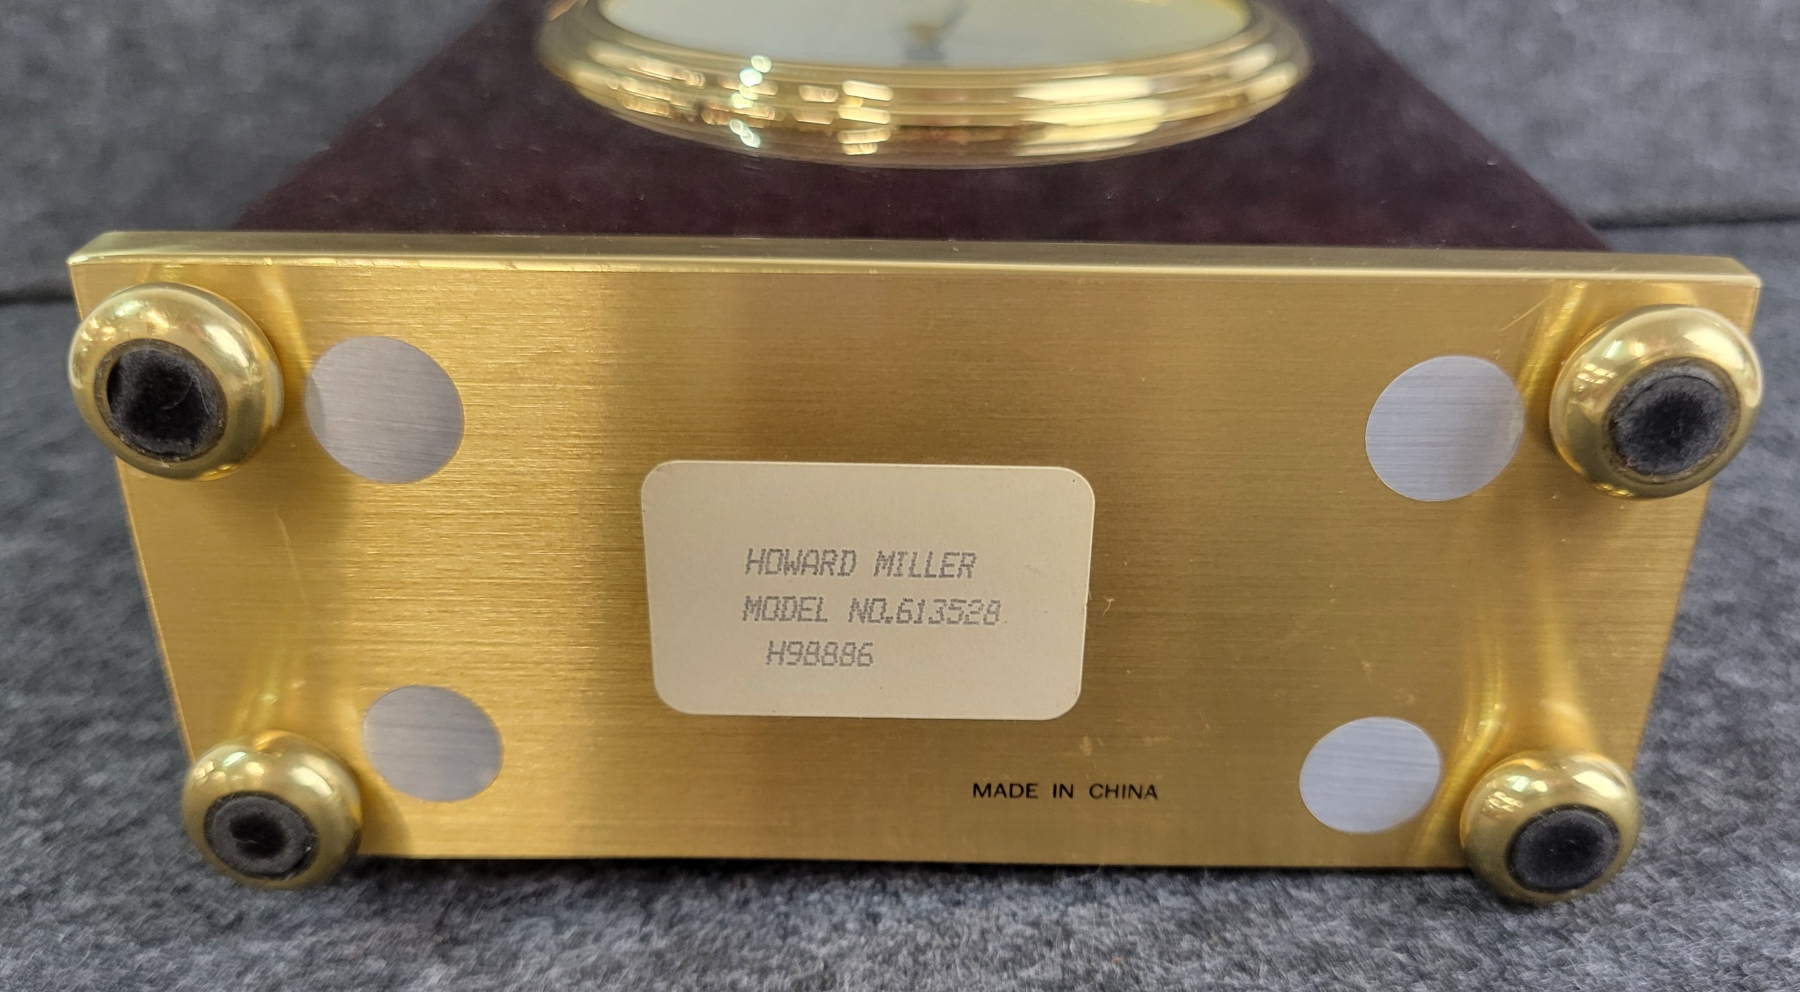 HOWARD MILLER
MODEL NO.613528
H98886
MADE IN CHINA